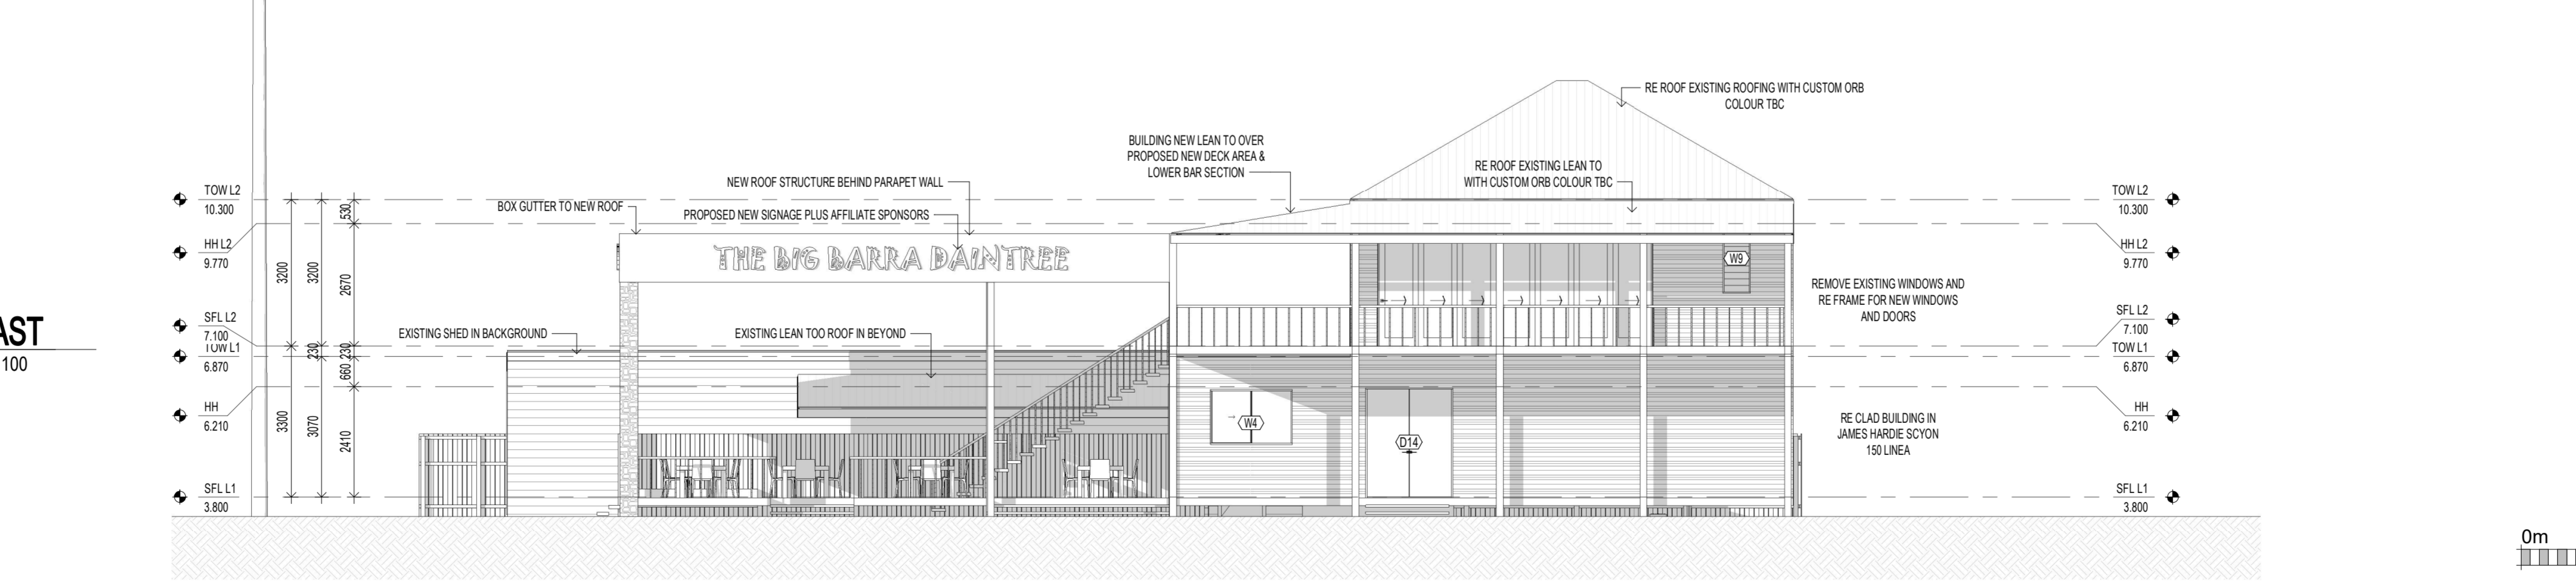 RE ROOF EXISTING ROOFING WITH CUSTOM ORB
COLOUR TBC
BUILDING NEW LEAN TO OVER
PROPOSED NEW DECK AREA &
LOWER BAR SECTION
RE ROOF EXISTING LEAN TO
WITH CUSTOM ORB COLOUR TBC
NEW ROOF STRUCTURE BEHIND PARAPET WALL
BOX GUTTER TO NEW ROOF
PROPOSED NEW SIGNAGE PLUS AFFILIATE SPONSORS
THE BIG BARRA DAINTREE
EXISTING SHED IN BACKGROUND
EXISTING LEAN TOO ROOF IN BEYOND
REMOVE EXISTING WINDOWS AND
RE FRAME FOR NEW WINDOWS
AND DOORS
RE CLAD BUILDING IN
JAMES HARDIE SCYON
150 LINEA
W9
W4
D14
AST
100
TOW L2
10.300
HH L2
9.770
SFL L2
7.100
TOW L1
6.870
HH
6.210
SFL L1
3.800
3200
3300
3200
230
3070
530
2670
230
660
2410
TOW L2
10.300
HH L2
9.770
SFL L2
7.100
TOW L1
6.870
HH
6.210
SFL L1
3.800
0m